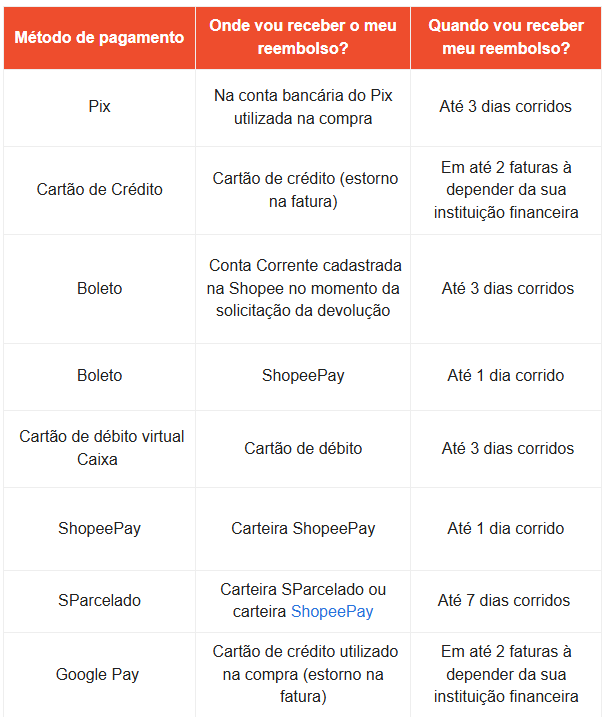 Método de pagamento
Onde vou receber o meu
reembolso?
Quando vou receber
meu reembolso?
Pix
Na conta bancária do Pix
utilizada na compra
Até 3 dias corridos
Cartão de Crédito
Cartão de crédito (estorno
na fatura)
Em até 2 faturas à
depender da sua
instituição financeira
Boleto
Conta Corrente cadastrada
na Shopee no momento da
solicitação da devolução
Até 3 dias corridos
Boleto
ShopeePay
Até 1 dia corrido
Cartão de débito virtual
Caixa
Cartão de débito
Até 3 dias corridos
ShopeePay
Carteira ShopeePay
Até 1 dia corrido
SParcelado
Carteira SParcelado ou
carteira ShopeePay
Até 7 dias corridos
Google Pay
Cartão de crédito utilizado
na compra (estorno na
fatura)
Em até 2 faturas à
depender da sua
instituição financeira